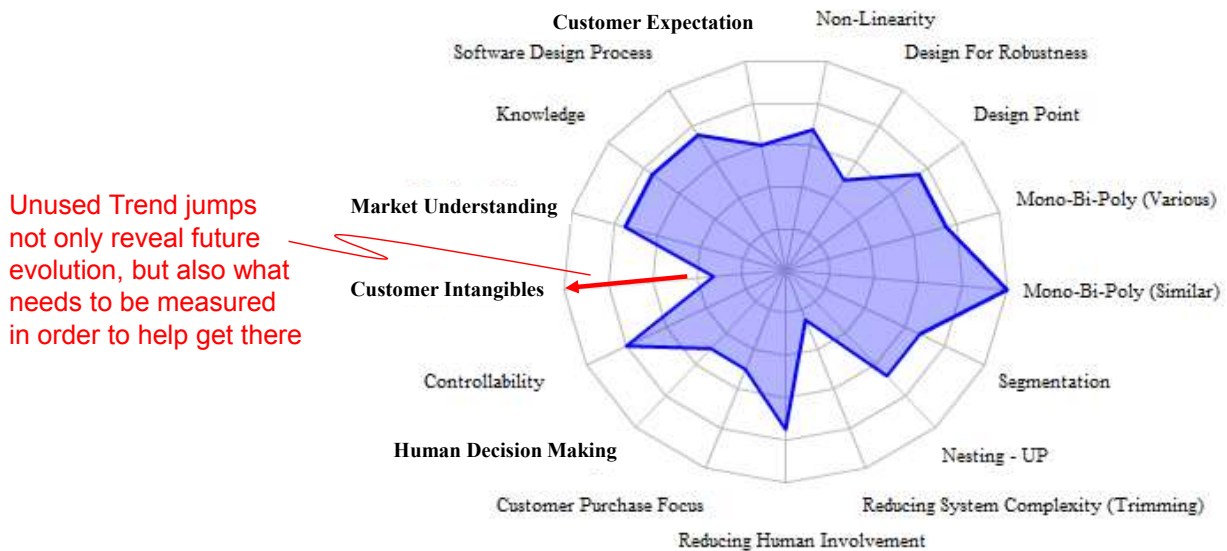 Customer Expectation
Non-Linearity
Software Design Process
Design For Robustness
Knowledge
Design Point
Unused Trend jumps
not only reveal future
evolution, but also what
needs to be measured
in order to help get there
Market Understanding
Mono-Bi-Poly (Various)
Customer Intangibles
Mono-Bi-Poly (Similar)
Controllability
Segmentation
Human Decision Making
Nesting - UP
Customer Purchase Focus
Reducing System Complexity (Trimming)
Reducing Human Involvement